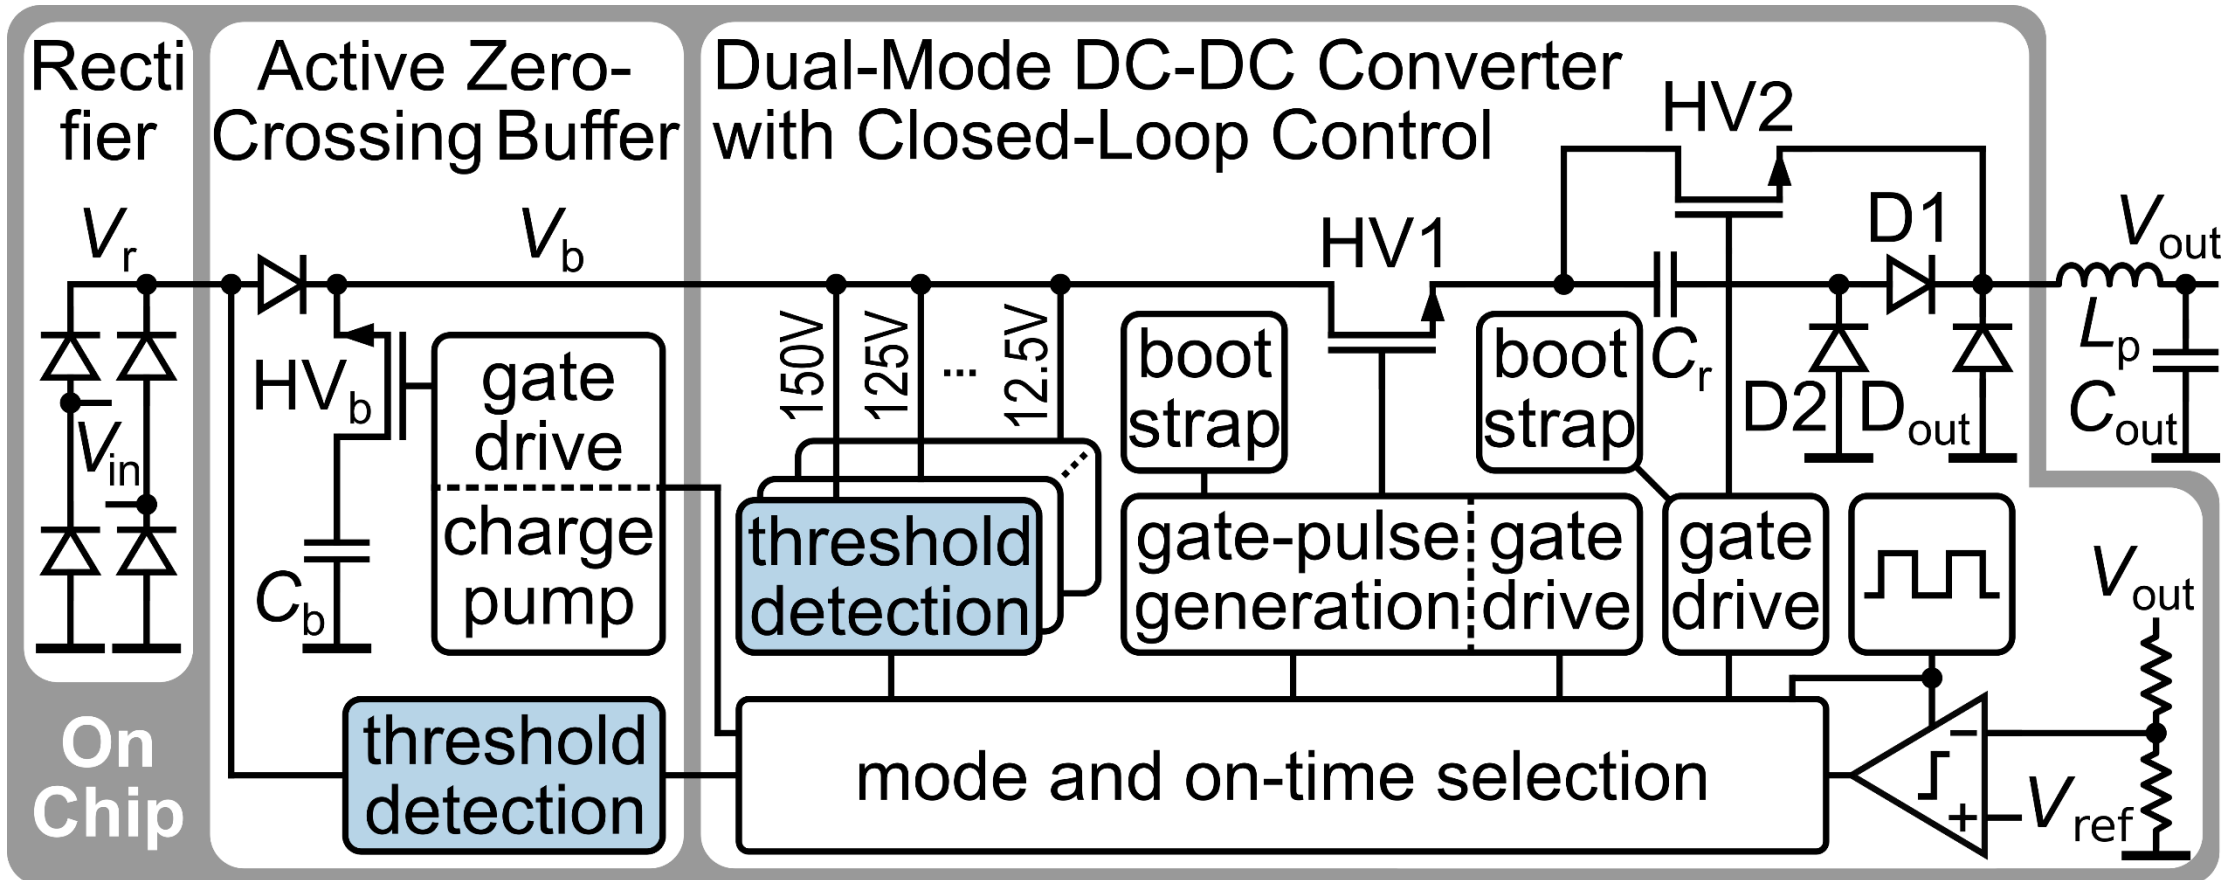 Recti
fier
Active Zero-
Crossing Buffer
Dual-Mode DC-DC Converter
with Closed-Loop Control
HV2
Vr
Vb
HV1
D1
Vout
HVb
gate
drive
charge
pump
150V
125V
...
12.5V
boot
strap
boot
strap
Cr
D2
Dout
Lp
Cout
Vin
Cb
threshold
detection
gate-pulse
generation
gate
drive
gate
drive
Vout
On
Chip
threshold
detection
mode and on-time selection
−
+
Vref